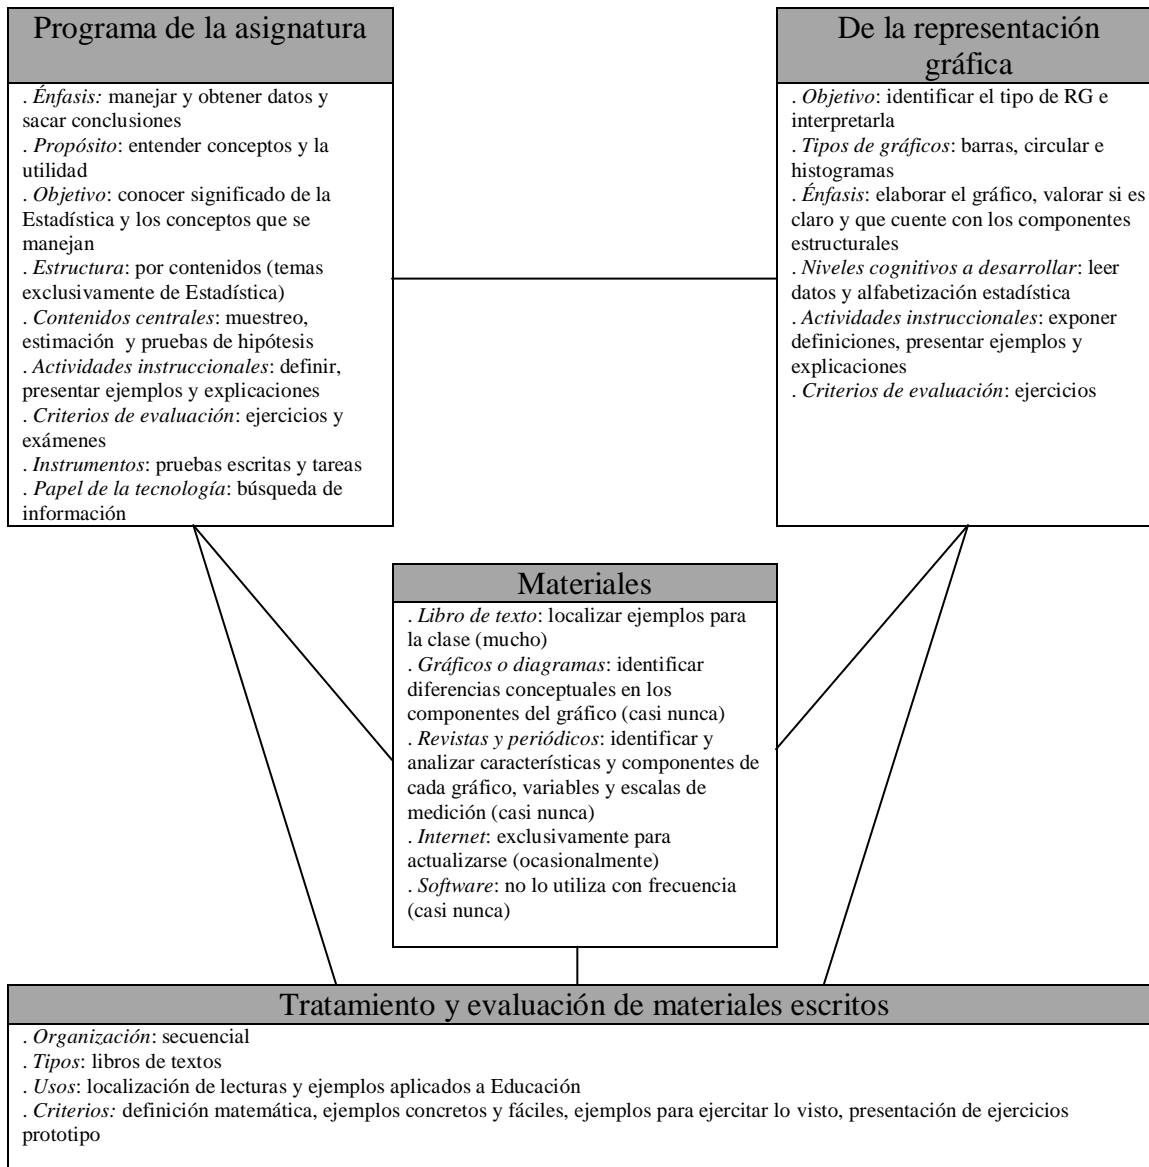 Programa de la asignatura
. Énfasis: manejar y obtener datos y
sacar conclusiones
. Propósito: entender conceptos y la
utilidad
. Objetivo: conocer significado de la
Estadística y los conceptos que se
manejan
. Estructura: por contenidos (temas
exclusivamente de Estadística)
. Contenidos centrales: muestreo,
estimación y pruebas de hipótesis
. Actividades instruccionales: definir,
presentar ejemplos y explicaciones
. Criterios de evaluación: ejercicios y
exámenes
. Instrumentos: pruebas escritas y tareas
. Papel de la tecnología: búsqueda de
información
De la representación
gráfica
. Objetivo: identificar el tipo de RG e
interpretarla
. Tipos de gráficos: barras, circular e
histogramas
. Énfasis: elaborar el gráfico, valorar si es
claro y que cuente con los componentes
estructurales
. Niveles cognitivos a desarrollar: leer
datos y alfabetización estadística
. Actividades instruccionales: exponer
definiciones, presentar ejemplos y
explicaciones
. Criterios de evaluación: ejercicios
Materiales
. Libro de texto: localizar ejemplos para
la clase (mucho)
. Gráficos o diagramas: identificar
diferencias conceptuales en los
componentes del gráfico (casi nunca)
. Revistas y periódicos: identificar y
analizar características y componentes de
cada gráfico, variables y escalas de
medición (casi nunca)
. Internet: exclusivamente para
actualizarse (ocasionalmente)
. Software: no lo utiliza con frecuencia
(casi nunca)
Tratamiento y evaluación de materiales escritos
. Organización: secuencial
. Tipos: libros de textos
. Usos: localización de lecturas y ejemplos aplicados a Educación
. Criterios: definición matemática, ejemplos concretos y fáciles, ejemplos para ejercitar lo visto, presentación de ejercicios
prototipo